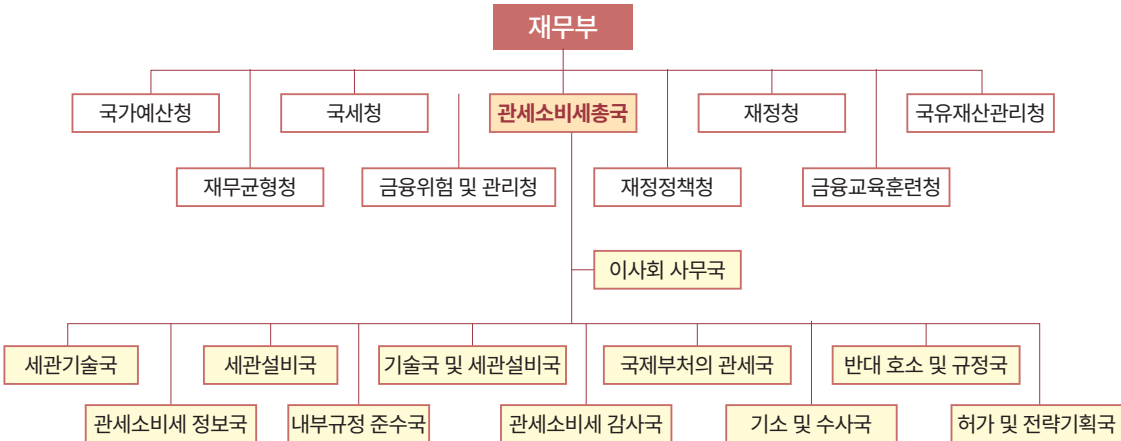 재무부
국가예산청
국세청
관세소비세총국
재정청
국유재산관리청
재무균형청
금융위험 및 관리청
재정정책청
금융교육훈련청
이사회 사무국
세관기술국
세관설비국
기술국 및 세관설비국
국제부처의 관세국
반대 호소 및 규정국
관세소비세 정보국
내부규정 준수국
관세소비세 감사국
기소 및 수사국
허가 및 전략기획국